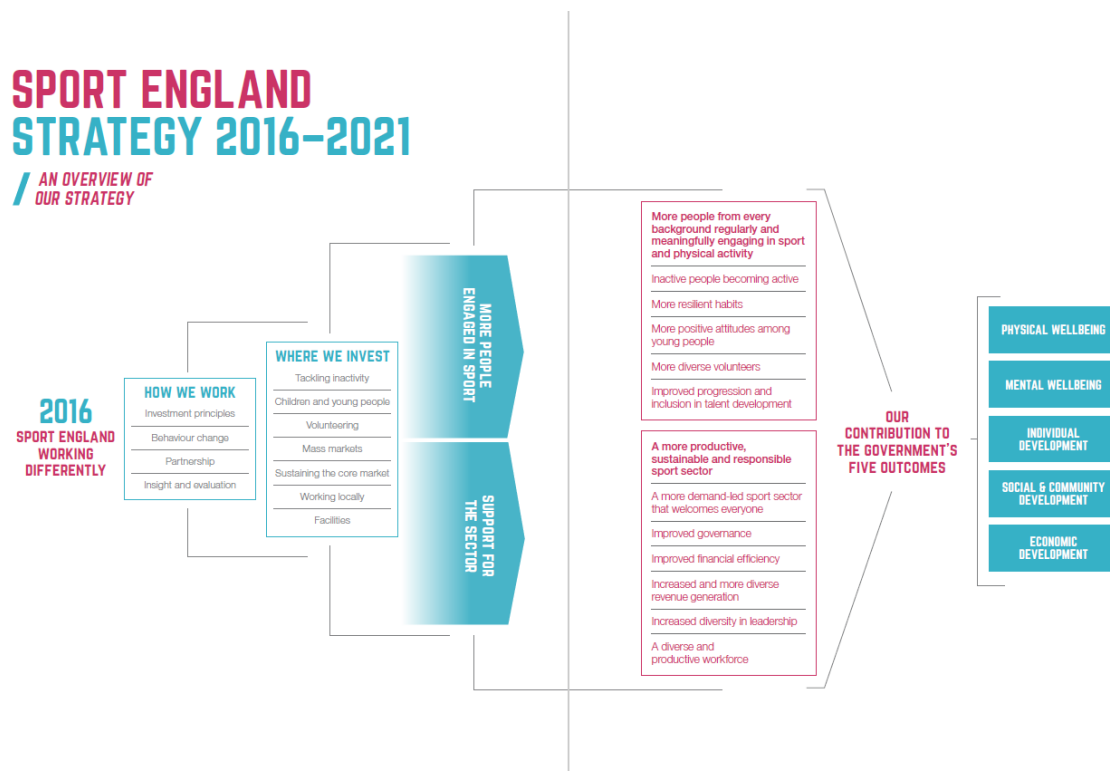 SPORT ENGLAND
STRATEGY 2016–2021
/ AN OVERVIEW OF
OUR STRATEGY
2016
SPORT ENGLAND
WORKING
DIFFERENTLY
HOW WE WORK
Investment principles
Behaviour change
Partnership
Insight and evaluation
WHERE WE INVEST
Tackling inactivity
Children and young people
Volunteering
Mass markets
Sustaining the core market
Working locally
Facilities
MORE PEOPLE
ENGAGED IN SPORT
SUPPORT FOR
THE SECTOR
More people from every
background regularly and
meaningfully engaging in sport
and physical activity
Inactive people becoming active
More resilient habits
More positive attitudes among
young people
More diverse volunteers
Improved progression and
inclusion in talent development
A more productive,
sustainable and responsible
sport sector
A more demand-led sport sector
that welcomes everyone
Improved governance
Improved financial efficiency
Increased and more diverse
revenue generation
Increased diversity in leadership
A diverse and
productive workforce
OUR
CONTRIBUTION TO
THE GOVERNMENT'S
FIVE OUTCOMES
PHYSICAL WELLBEING
MENTAL WELLBEING
INDIVIDUAL
DEVELOPMENT
SOCIAL & COMMUNITY
DEVELOPMENT
ECONOMIC
DEVELOPMENT